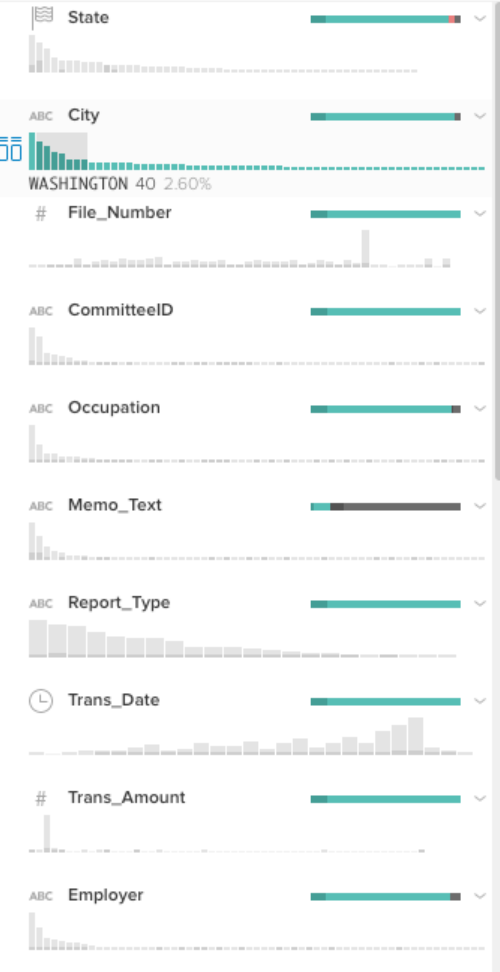 State
ABC City
WASHINGTON 40 2.60%
# File_Number
ABC CommitteeID
ABC Occupation
ABC Memo_Text
ABC Report_Type
Trans_Date
# Trans_Amount
ABC Employer